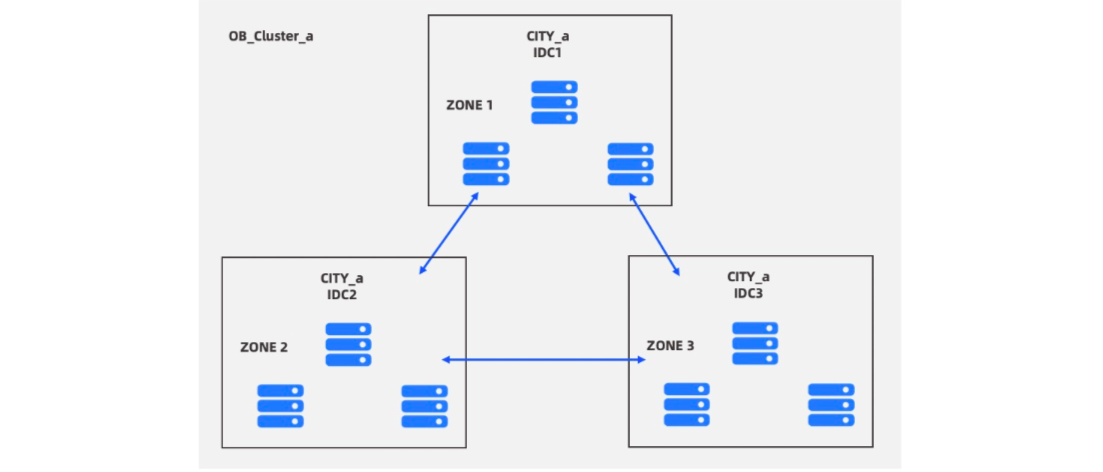 OB_Cluster_a
CITY_a
IDC1
ZONE 1
CITY_a
IDC2
ZONE 2
CITY_a
IDC3
ZONE 3